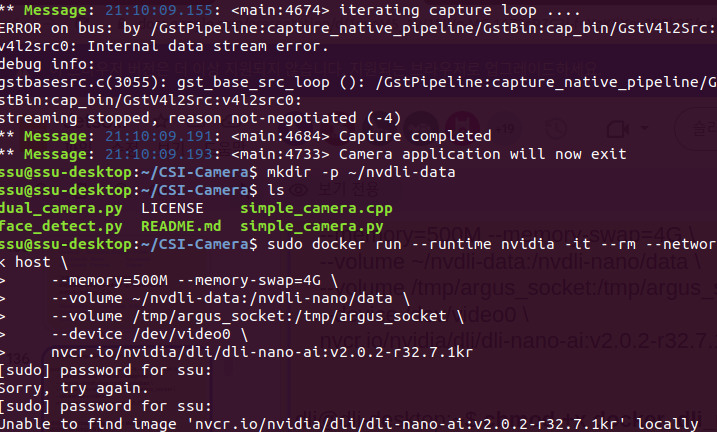 ** Message: 21:10:09.155: <main:4674> iterating capture loop ....
ERROR on bus: by /GstPipeline:capture_native_pipeline/GstBin:cap_bin/GstV4l2Src:
v4l2src0: Internal data stream error.
debug info:
gstbasesrc.c(3055): gst_base_src_loop (): /GstPipeline:capture_native_pipeline/G
stBin:cap_bin/GstV4l2Src:v4l2src0:
streaming stopped, reason not-negotiated (-4)
** Message: 21:10:09.191: <main:4684> Capture completed
** Message: 21:10:09.193: <main:4733> Camera application will now exit
ssu@ssu-desktop:~/CSI-Camera$ mkdir -p ~/nvdli-data
ssu@ssu-desktop:~/CSI-Camera$ ls
dual_camera.py  LICENSE    simple_camera.cpp
face_detect.py  README.md  simple_camera.py
ssu@ssu-desktop:~/CSI-Camera$ sudo docker run --runtime nvidia -it --rm --networ
k host \
>     --memory=500M --memory-swap=4G \
>     --volume ~/nvdli-data:/nvdli-nano/data \
>     --volume /tmp/argus_socket:/tmp/argus_socket \
>     --device /dev/video0 \
>     nvcr.io/nvidia/dli/dli-nano-ai:v2.0.2-r32.7.1kr
[sudo] password for ssu:
Sorry, try again.
[sudo] password for ssu:
Unable to find image 'nvcr.io/nvidia/dli/dli-nano-ai:v2.0.2-r32.7.1kr' locally